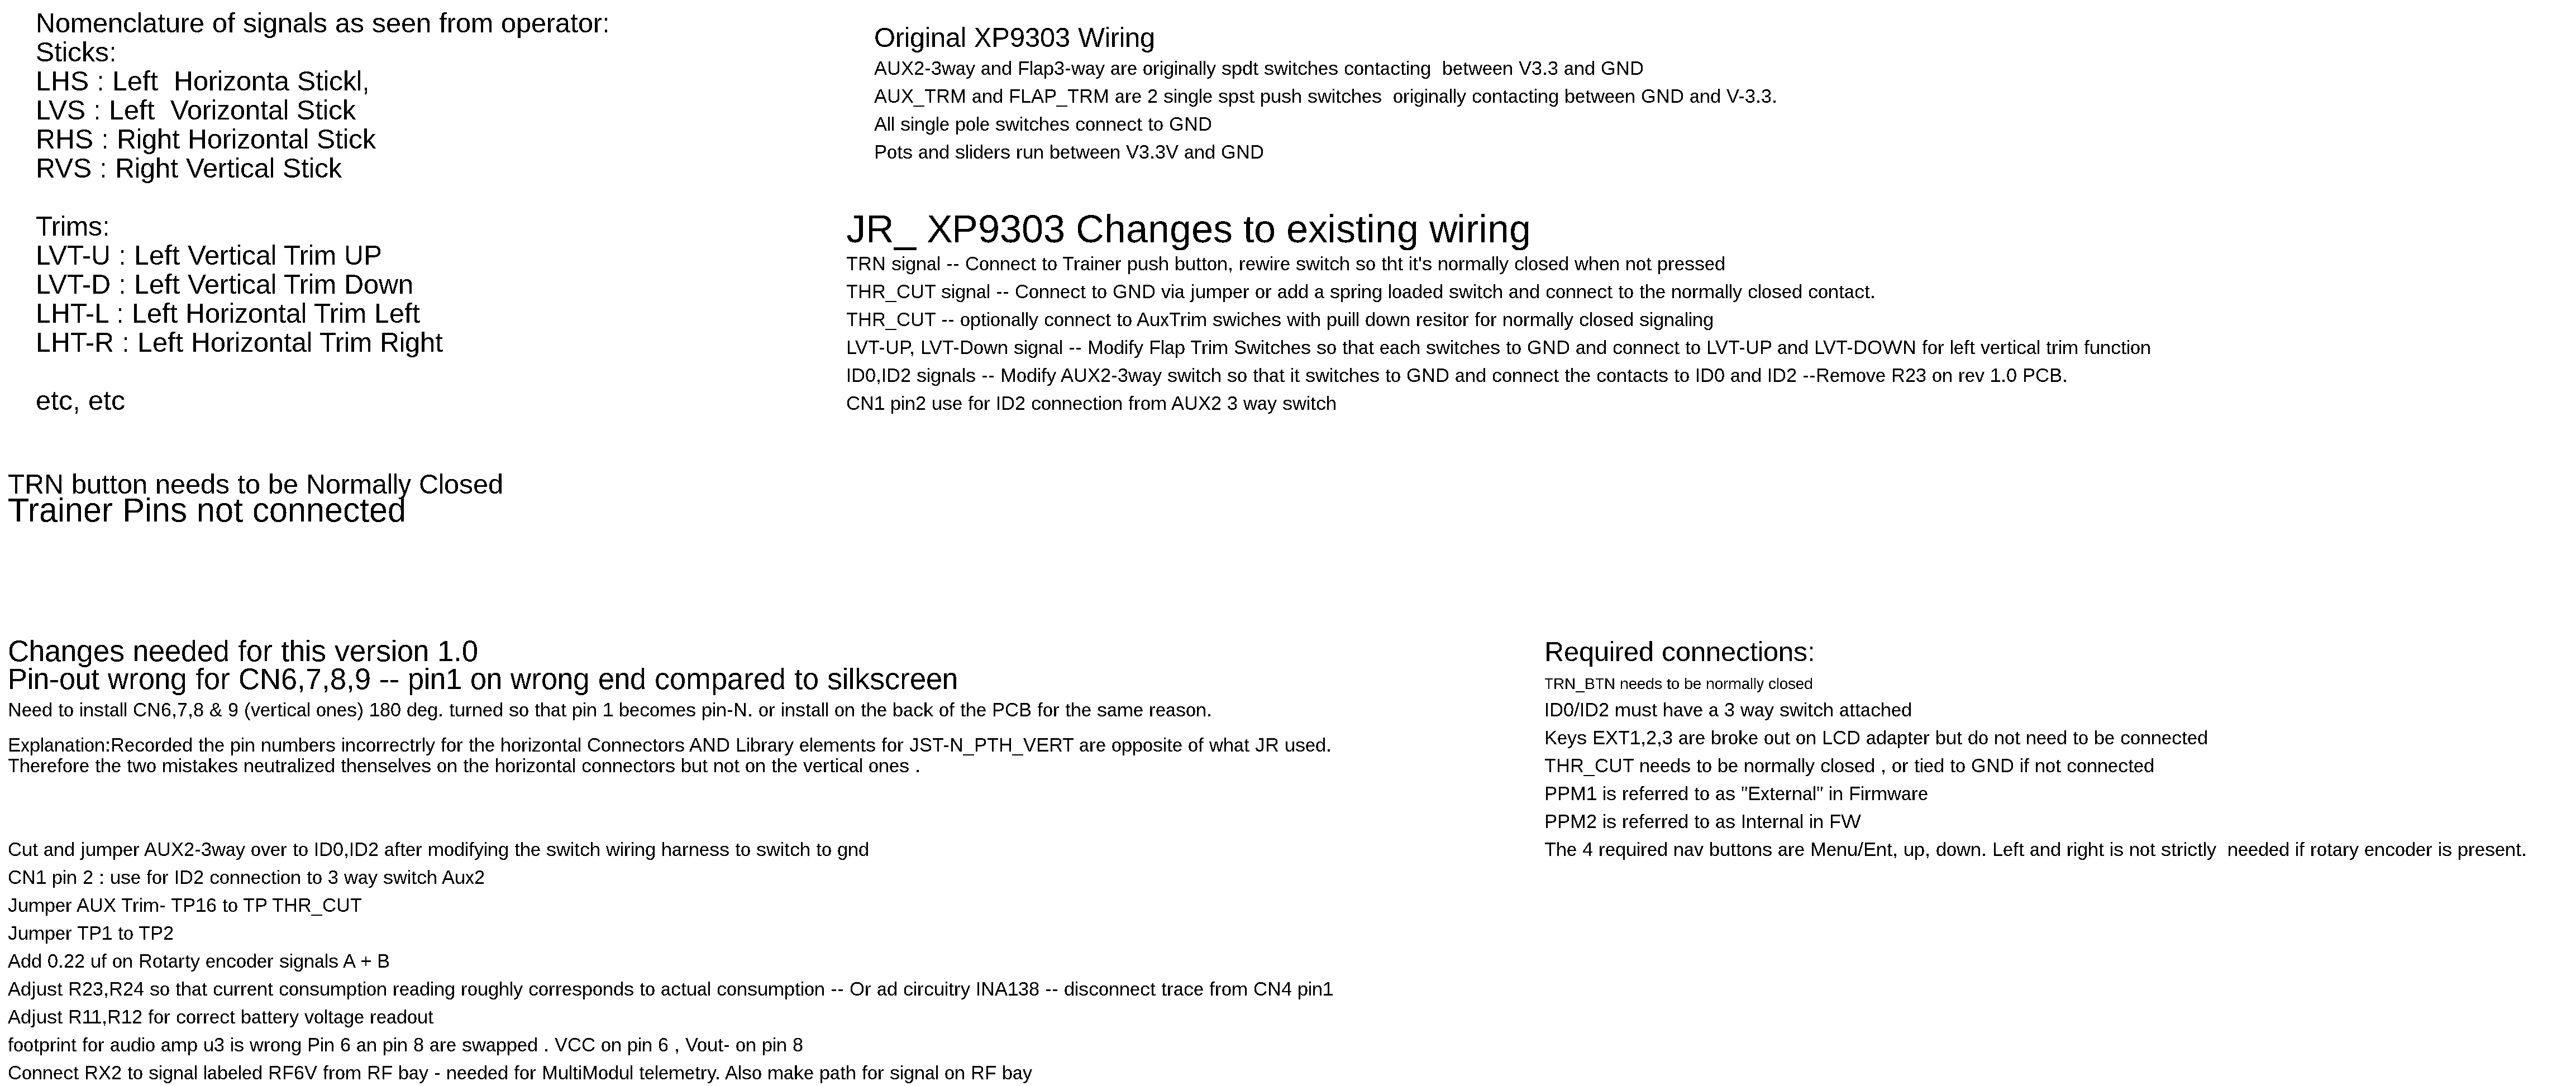 Nomenclature of signals as seen from operator:
Sticks:
LHS : Left  Horizonta Stickl,
LVS : Left  Vorizontal Stick
RHS : Right Horizontal Stick
RVS : Right Vertical Stick
Trims:
LVT-U : Left Vertical Trim UP
LVT-D : Left Vertical Trim Down
LHT-L : Left Horizontal Trim Left
LHT-R : Left Horizontal Trim Right
etc, etc
Original XP9303 Wiring
AUX2-3way and Flap3-way are originally spdt switches contacting  between V3.3 and GND
AUX_TRM and FLAP_TRM are 2 single spst push switches  originally contacting between GND and V-3.3.
All single pole switches connect to GND
Pots and sliders run between V3.3V and GND
JR_ XP9303 Changes to existing wiring
TRN signal -- Connect to Trainer push button, rewire switch so tht it's normally closed when not pressed
THR_CUT signal -- Connect to GND via jumper or add a spring loaded switch and connect to the normally closed contact.
THR_CUT -- optionally connect to AuxTrim swiches with puill down resitor for normally closed signaling
LVT-UP, LVT-Down signal -- Modify Flap Trim Switches so that each switches to GND and connect to LVT-UP and LVT-DOWN for left vertical trim function
ID0,ID2 signals -- Modify AUX2-3way switch so that it switches to GND and connect the contacts to ID0 and ID2 --Remove R23 on rev 1.0 PCB.
CN1 pin2 use for ID2 connection from AUX2 3 way switch
TRN button needs to be Normally Closed
Trainer Pins not connected
Changes needed for this version 1.0
Pin-out wrong for CN6,7,8,9 -- pin1 on wrong end compared to silkscreen
Need to install CN6,7,8 & 9 (vertical ones) 180 deg. turned so that pin 1 becomes pin-N. or install on the back of the PCB for the same reason.
Explanation:Recorded the pin numbers incorrectrly for the horizontal Connectors AND Library elements for JST-N_PTH_VERT are opposite of what JR used.
Therefore the two mistakes neutralized thenselves on the horizontal connectors but not on the vertical ones .
Cut and jumper AUX2-3way over to ID0,ID2 after modifying the switch wiring harness to switch to gnd
CN1 pin 2 : use for ID2 connection to 3 way switch Aux2
Jumper AUX Trim- TP16 to TP THR_CUT
Jumper TP1 to TP2
Add 0.22 uf on Rotarty encoder signals A + B
Adjust R23,R24 so that current consumption reading roughly corresponds to actual consumption -- Or ad circuitry INA138 -- disconnect trace from CN4 pin1
Adjust R11,R12 for correct battery voltage readout
footprint for audio amp u3 is wrong Pin 6 an pin 8 are swapped . VCC on pin 6 , Vout- on pin 8
Connect RX2 to signal labeled RF6V from RF bay - needed for MultiModul telemetry. Also make path for signal on RF bay
Required connections:
TRN_BTN needs to be normally closed
ID0/ID2 must have a 3 way switch attached
Keys EXT1,2,3 are broke out on LCD adapter but do not need to be connected
THR_CUT needs to be normally closed , or tied to GND if not connected
PPM1 is referred to as "External" in Firmware
PPM2 is referred to as Internal in FW
The 4 required nav buttons are Menu/Ent, up, down. Left and right is not strictly  needed if rotary encoder is present.